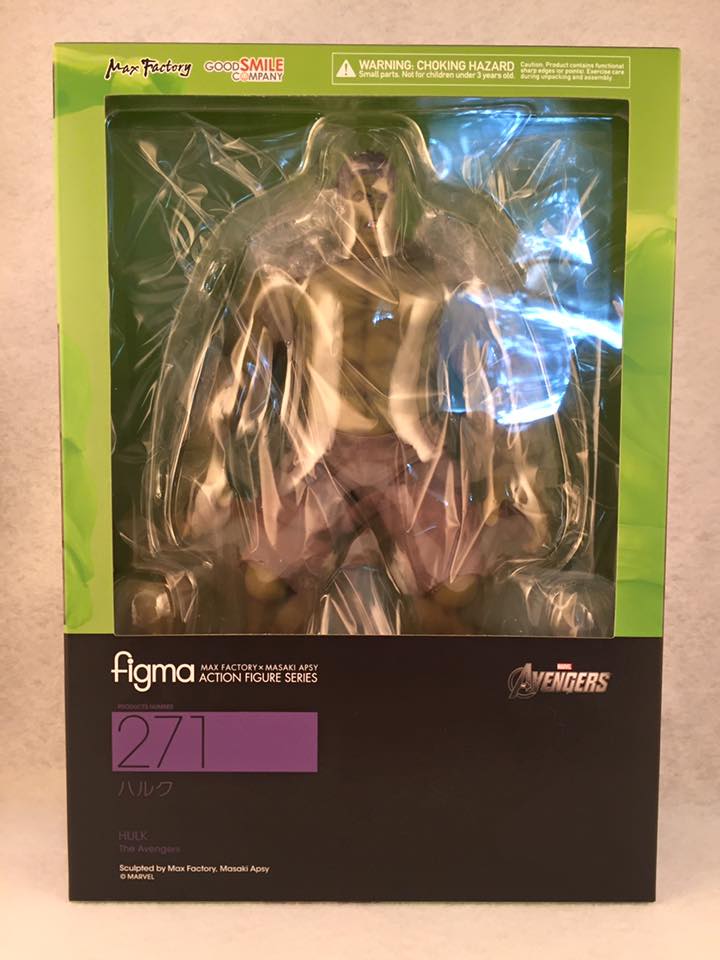 Max Factory
GOOD SMILE
COMPANY
WARNING: CHOKING HAZARD
Small parts. Not for children under 3 years old.
Caution: Product contains functional
sharp edges (or points). Exercise care
during unpacking and assembly.
figma
MAX FACTORY × MASAKI APSY
ACTION FIGURE SERIES
MARVEL
AVENGERS
PRODUCTS NUMBER
271
ハルク
HULK
The Avengers
Sculpted by Max Factory, Masaki Apsy
© MARVEL